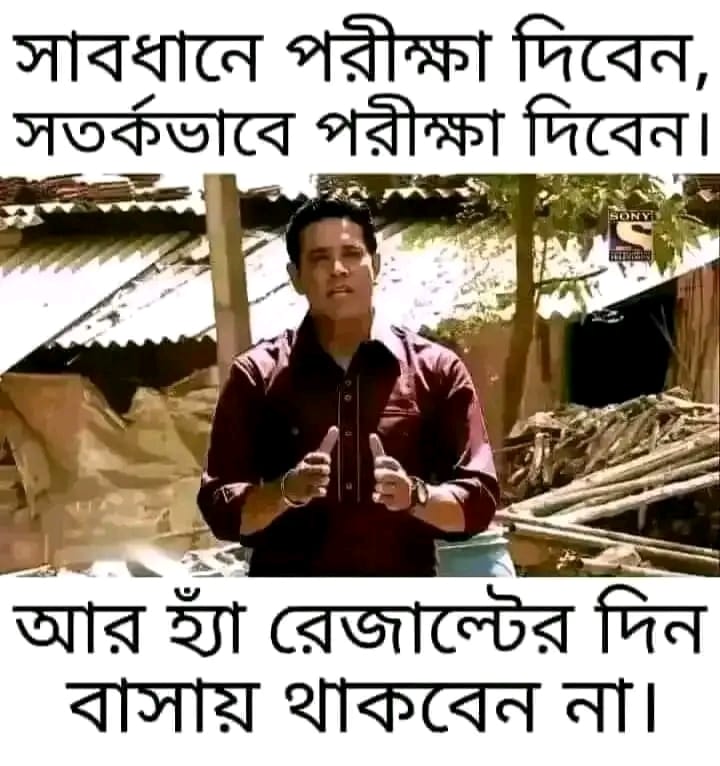 সাবধানে পরীক্ষা দিবেন,
সতর্কভাবে পরীক্ষা দিবেন।
SONY
আর হ্যাঁ রেজাল্টের দিন
বাসায় থাকবেন না।